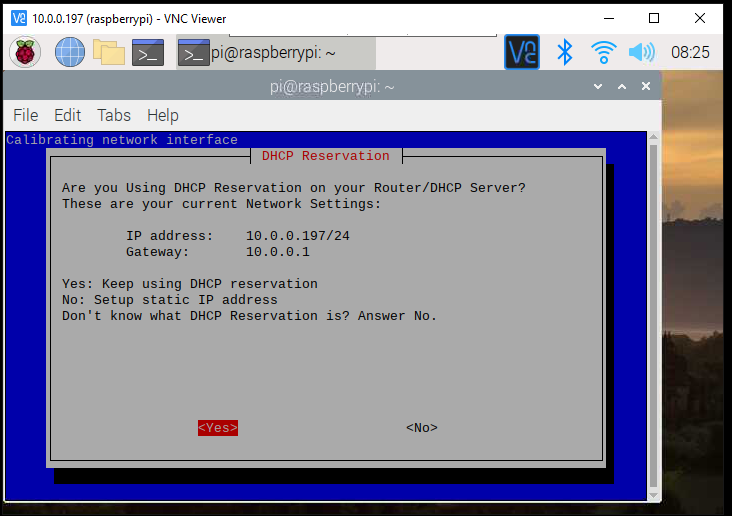 10.0.0.197 (raspberrypi) - VNC Viewer
pi@raspberrypi: ~
08:25
pi@raspberrypi: ~
File Edit Tabs Help
Calibrating network interface
DHCP Reservation
Are you Using DHCP Reservation on your Router/DHCP Server?
These are your current Network Settings:
IP address: 10.0.0.197/24
Gateway: 10.0.0.1
Yes: Keep using DHCP reservation
No: Setup static IP address
Don't know what DHCP Reservation is? Answer No.
<Yes> <No>